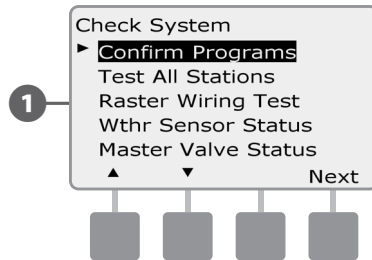 Check System
► Confirm Programs
Test All Stations
Raster Wiring Test
Wthr Sensor Status
Master Valve Status
▲ ▼ Next
1